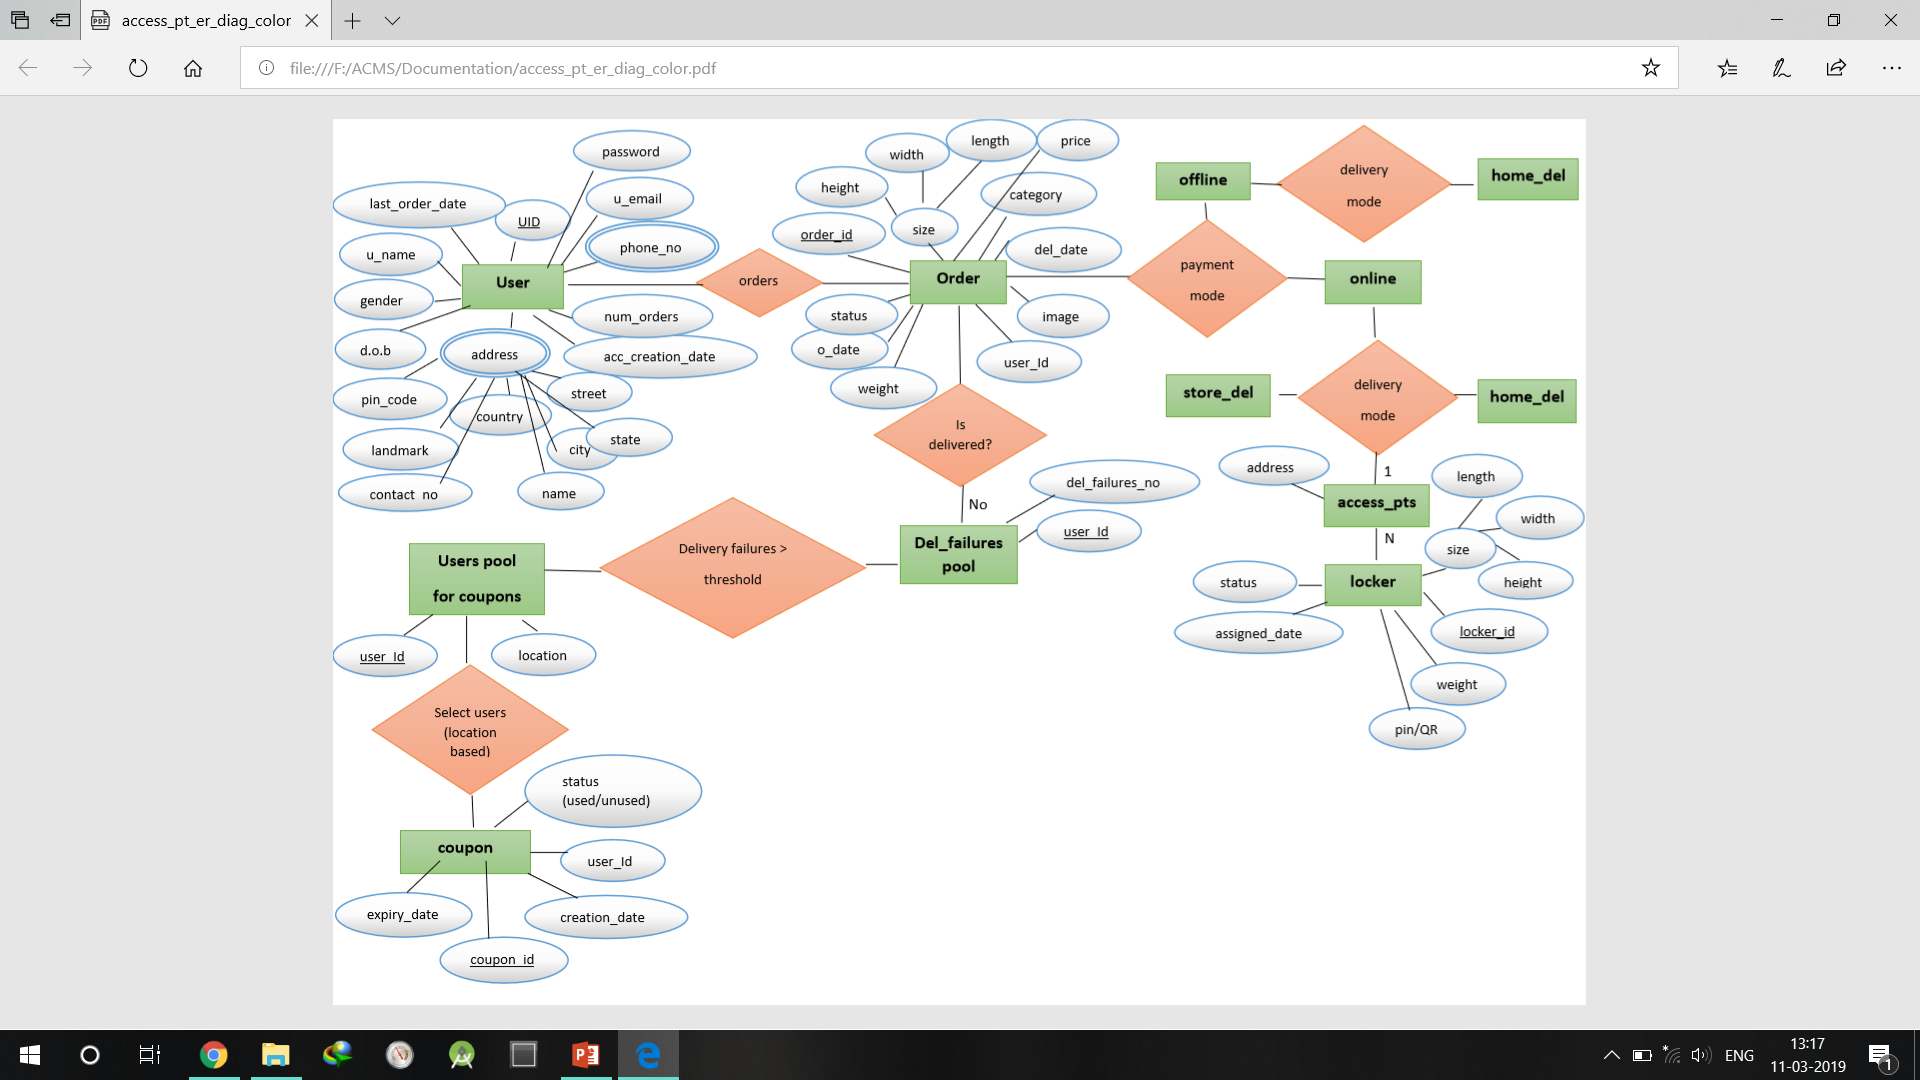 access_pt_er_diag_color
file:///F:/ACMS/Documentation/access_pt_er_diag_color.pdf
password
last_order_date
UID
u_email
phone_no
u_name
gender
d.o.b
User
num_orders
acc_creation_date
address
pin_code
country
street
landmark
city
state
contact_no
name
orders
width
length
price
height
category
order_id
size
del_date
Order
status
image
o_date
user_Id
weight
Is
delivered?
No
del_failures_no
user_Id
Del_failures
pool
Delivery failures >
threshold
Users pool
for coupons
user_Id
location
Select users
(location
based)
status
(used/unused)
coupon
user_Id
expiry_date
creation_date
coupon_id
offline
delivery
mode
home_del
payment
mode
online
store_del
delivery
mode
home_del
1
address
access_pts
length
width
N
size
height
status
locker
assigned_date
locker_id
weight
pin/QR
ENG
13:17
11-03-2019
1